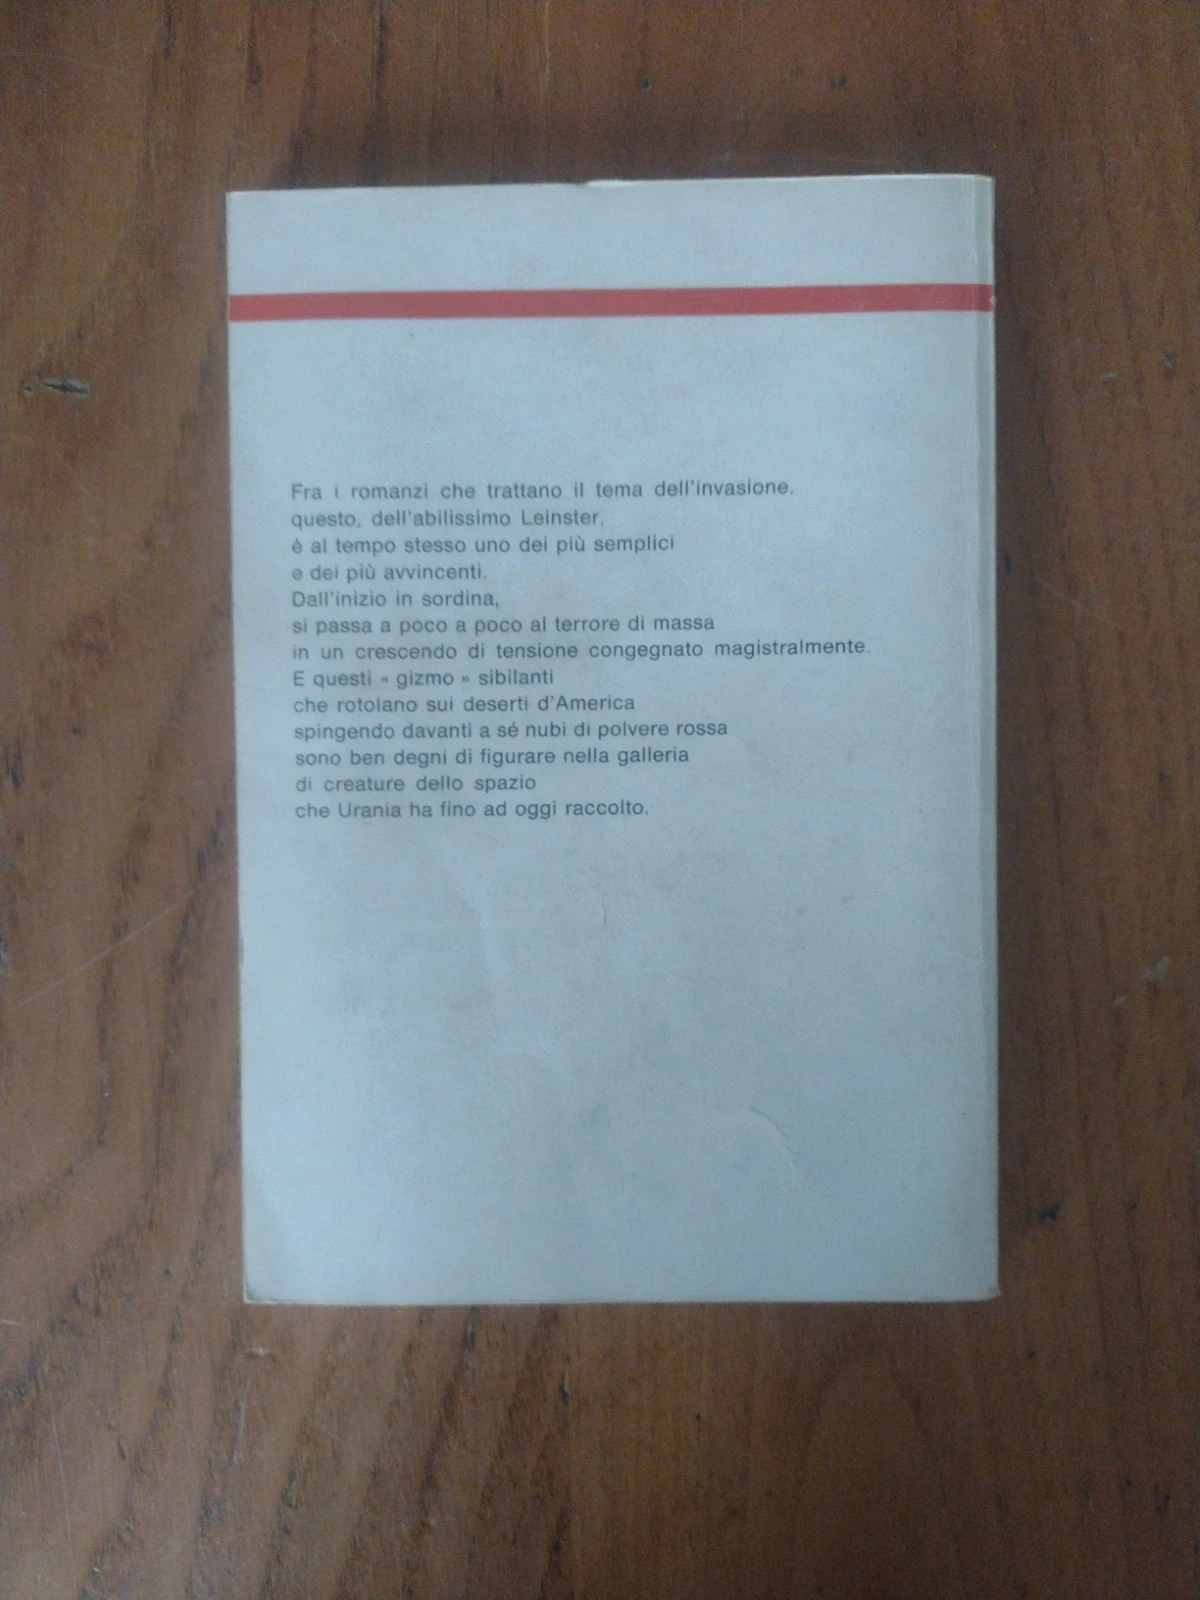 Fra i romanzi che trattano il tema dell'invasione,
questo, dell'abilissimo Leinster,
è al tempo stesso uno dei più semplici
e dei più avvincenti.
Dall'inizio in sordina,
si passa a poco a poco al terrore di massa
in un crescendo di tensione congegnato magistralmente.
E questi « gizmo » sibilanti
che rotolano sui deserti d'America
spingendo davanti a sé nubi di polvere rossa
sono ben degni di figurare nella galleria
di creature dello spazio
che Urania ha fino ad oggi raccolto.